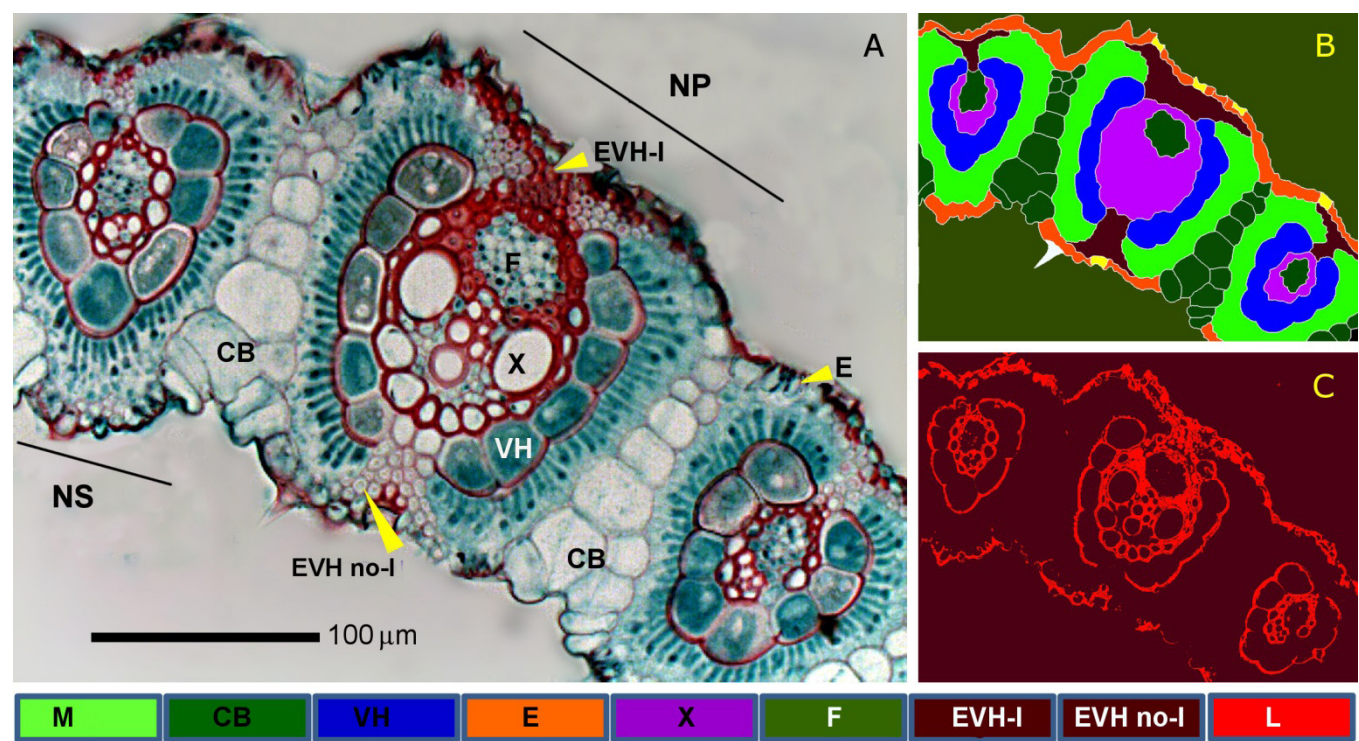 A
NP
EVH-I
F
X
E
CB
VH
NS
EVH no-I
CB
100 µm
B
C
M CB VH E X F EVH-I EVH no-I L